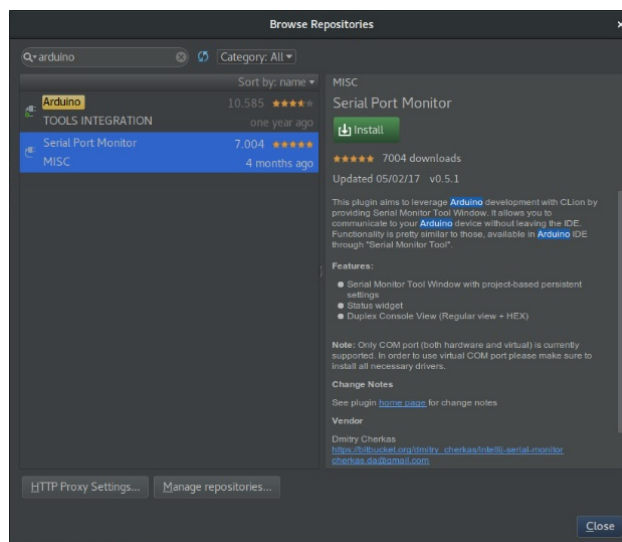 Browse Repositories
arduino
Category: All
Sort by: name
Arduino 10.585
TOOLS INTEGRATION one year ago
Serial Port Monitor 7.004
MISC 4 months ago
MISC
Serial Port Monitor
Install
7004 downloads
Updated 05/02/17 v0.5.1
This plugin aims to leverage Arduino development with CLion by
providing Serial Monitor Tool Window. It allows you to
communicate to your Arduino device without leaving the IDE.
Functionality is pretty similar to those, available in Arduino IDE
through "Serial Monitor Tool".
Features:
Serial Monitor Tool Window with project-based persistent
settings
Status widget
Duplex Console View (Regular view + HEX)
Note: Only COM port (both hardware and virtual) is currently
supported. In order to use virtual COM port please make sure to
install all necessary drivers.
Change Notes
See plugin home page for change notes
Vendor
Dmitry Cherkas
https://bitbucket.org/dmitry_cherkas/intellij-serial-monitor
cherkas.da@gmail.com
HTTP Proxy Settings... Manage repositories...
Close